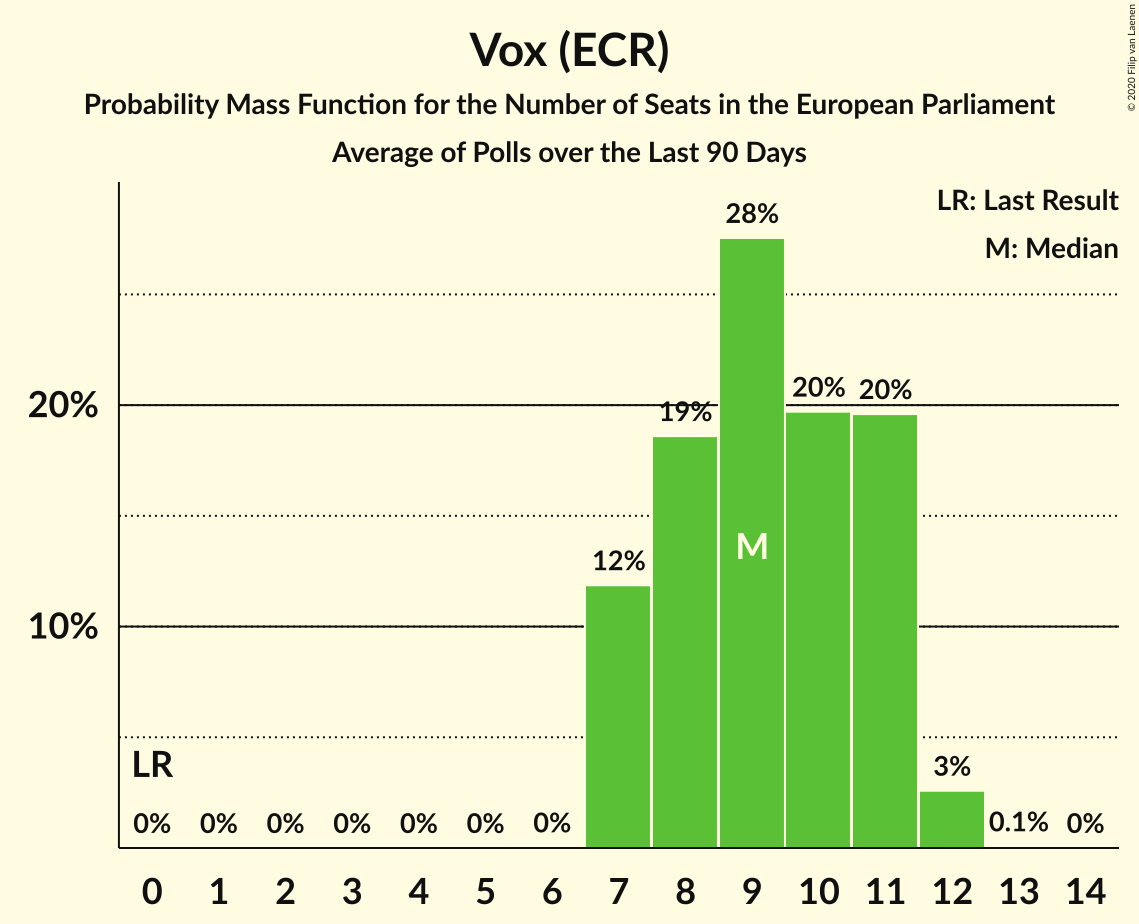 Vox (ECR)
Probability Mass Function for the Number of Seats in the European Parliament
Average of Polls over the Last 90 Days
© 2020 Filip van Laenen
LR: Last Result
M: Median
28%
20%
19%
20%
20%
12%
M
10%
LR
3%
0%
0%
0%
0%
0%
0%
0%
0.1%
0%
0 1 2 3 4 5 6 7 8 9 10 11 12 13 14